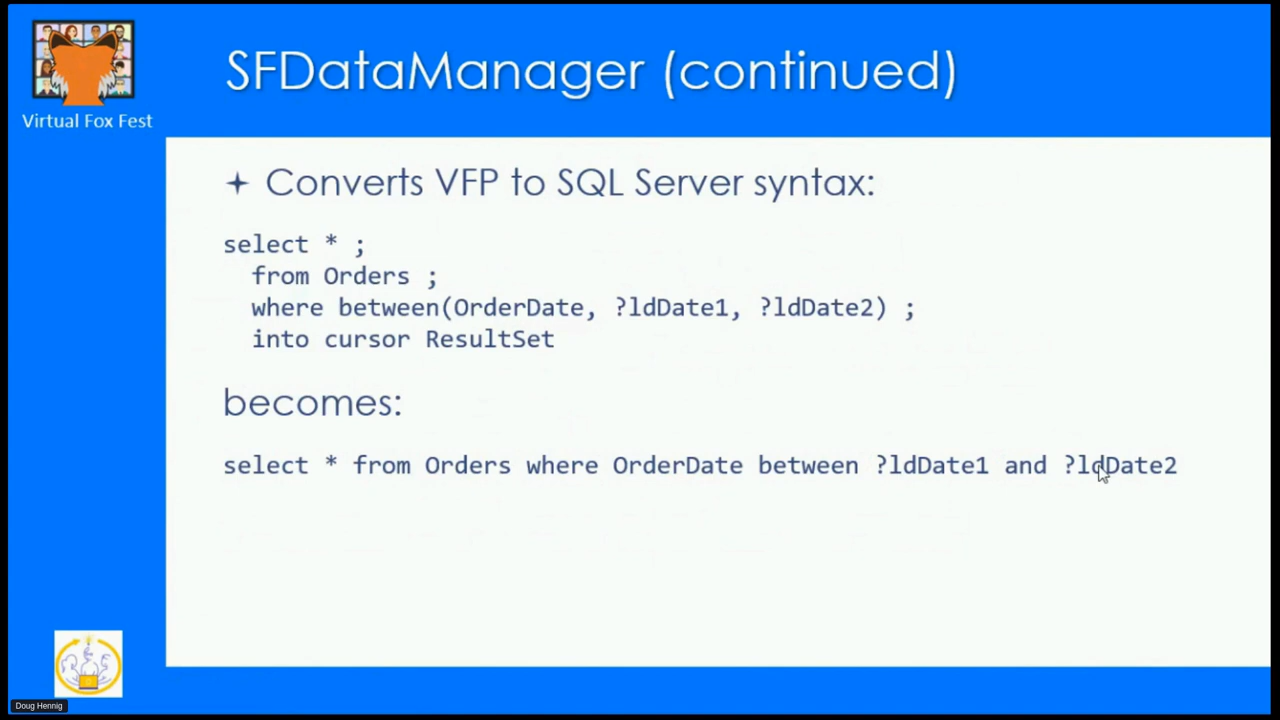 SFDataManager (continued)
Virtual Fox Fest
Converts VFP to SQL Server syntax:
select * ;
from Orders ;
where between(OrderDate, ?ldDate1, ?ldDate2) ;
into cursor ResultSet
becomes:
select * from Orders where OrderDate between ?ldDate1 and ?ldDate2
Doug Hennig